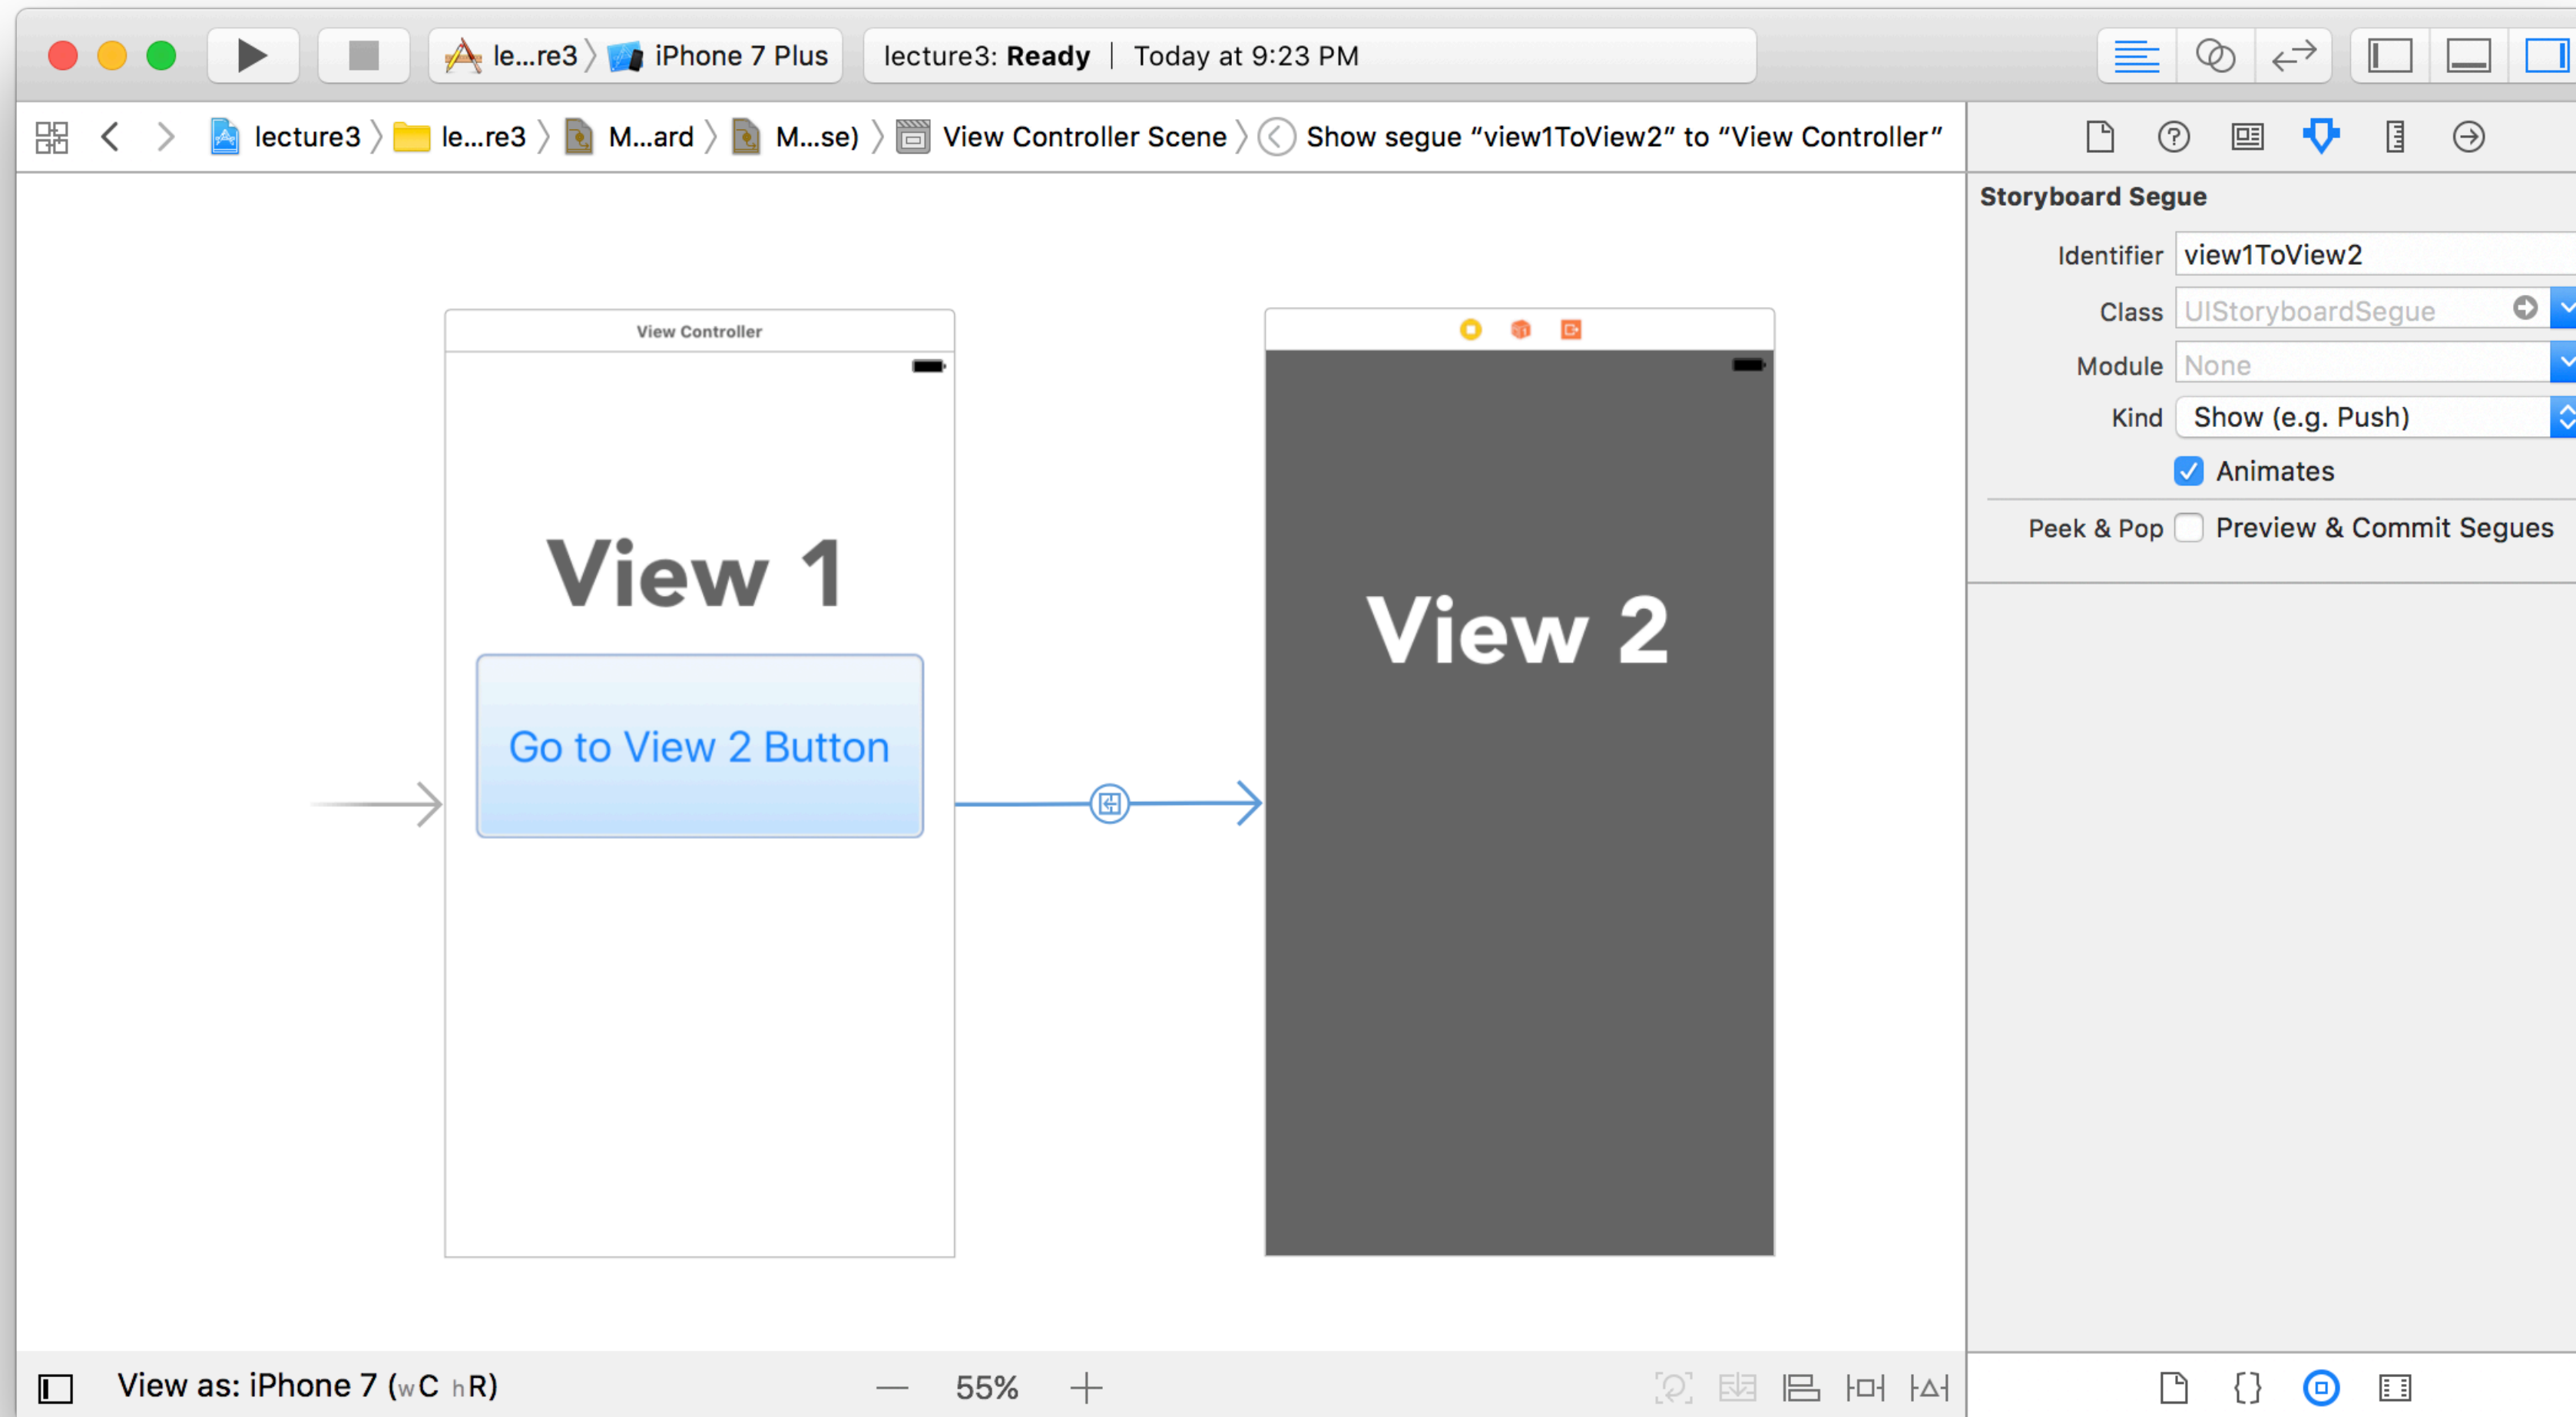 le...re3 〉 iPhone 7 Plus
lecture3: Ready | Today at 9:23 PM
lecture3 〉 le...re3 〉 M...ard 〉 M...se) 〉 View Controller Scene 〉 Show segue “view1ToView2” to “View Controller”
View Controller
View 1
Go to View 2 Button
View 2
Storyboard Segue
Identifier view1ToView2
Class UIStoryboardSegue
Module None
Kind Show (e.g. Push)
Animates
Peek & Pop Preview & Commit Segues
View as: iPhone 7 (wC hR)
— 55% +